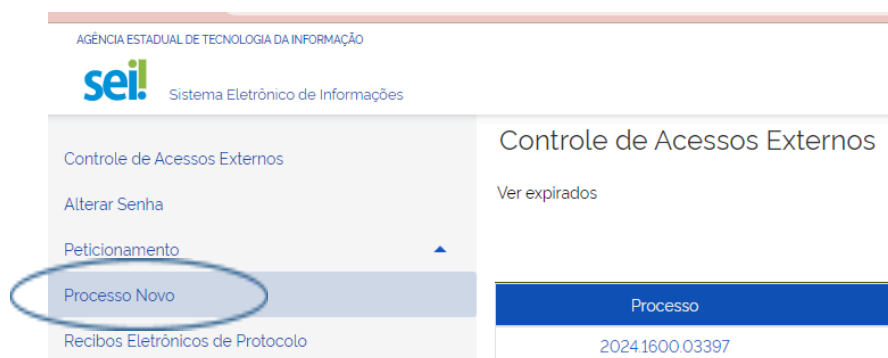 AGÊNCIA ESTADUAL DE TECNOLOGIA DA INFORMAÇÃO
sei!
Sistema Eletrônico de Informações
Controle de Acessos Externos
Alterar Senha
Peticionamento
Processo Novo
Recibos Eletrônicos de Protocolo
Controle de Acessos Externos
Ver expirados
Processo
2024.1600.03397